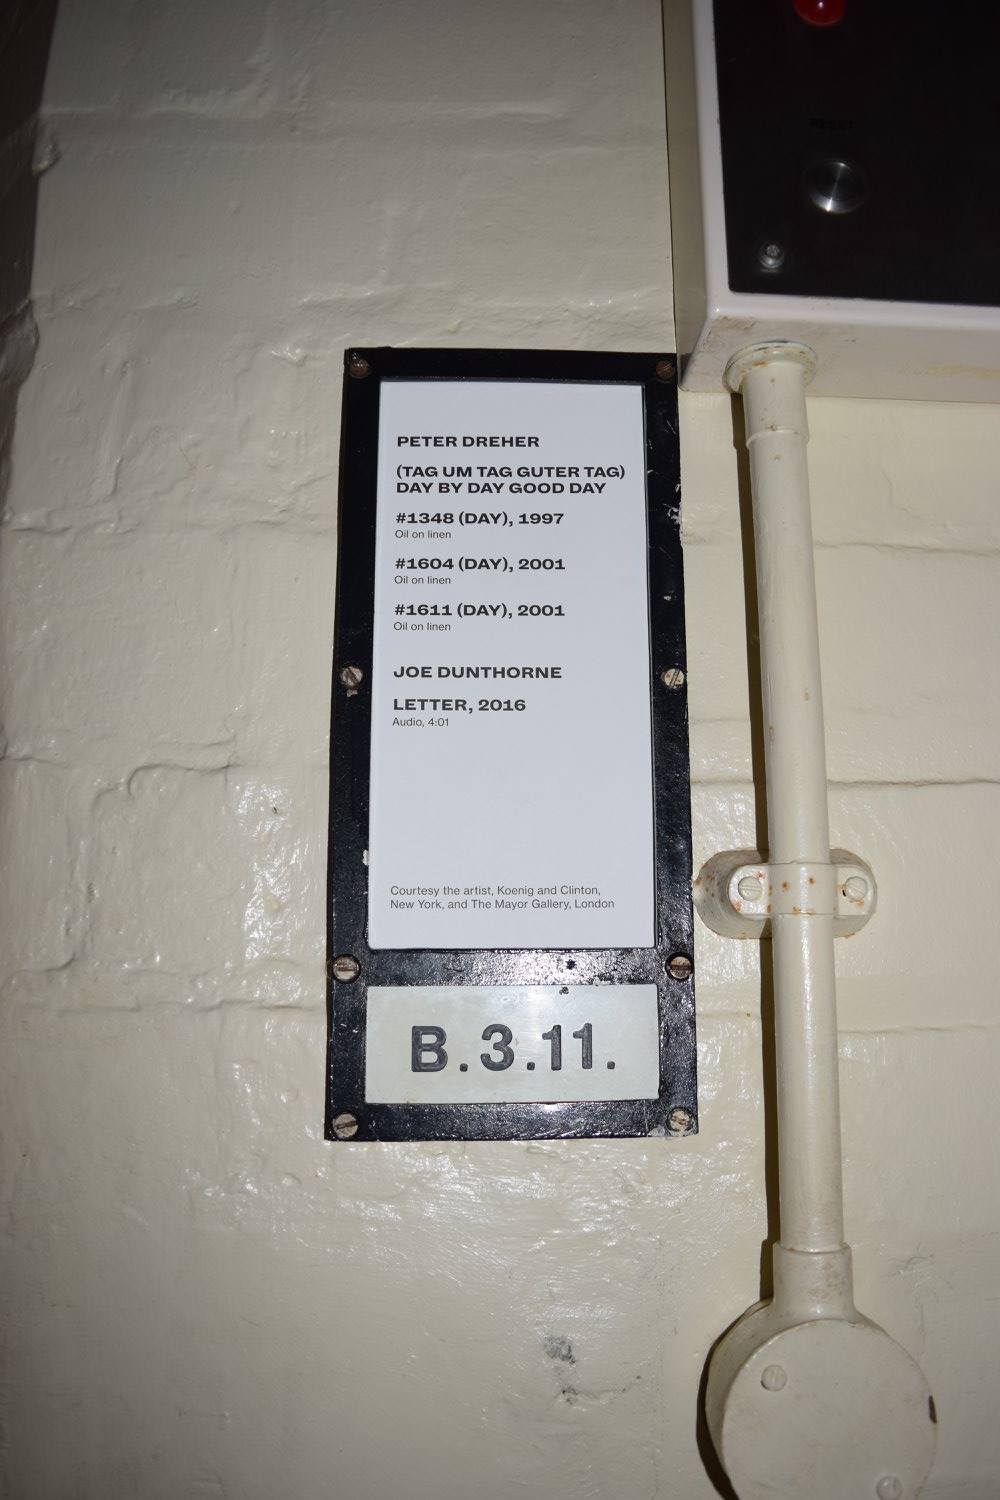 RESET
PETER DREHER
(TAG UM TAG GUTER TAG)
DAY BY DAY GOOD DAY
#1348 (DAY), 1997
Oil on linen
#1604 (DAY), 2001
Oil on linen
#1611 (DAY), 2001
Oil on linen
JOE DUNTHORNE
LETTER, 2016
Audio, 4:01
Courtesy the artist, Koenig and Clinton,
New York, and The Mayor Gallery, London
B.3.11.